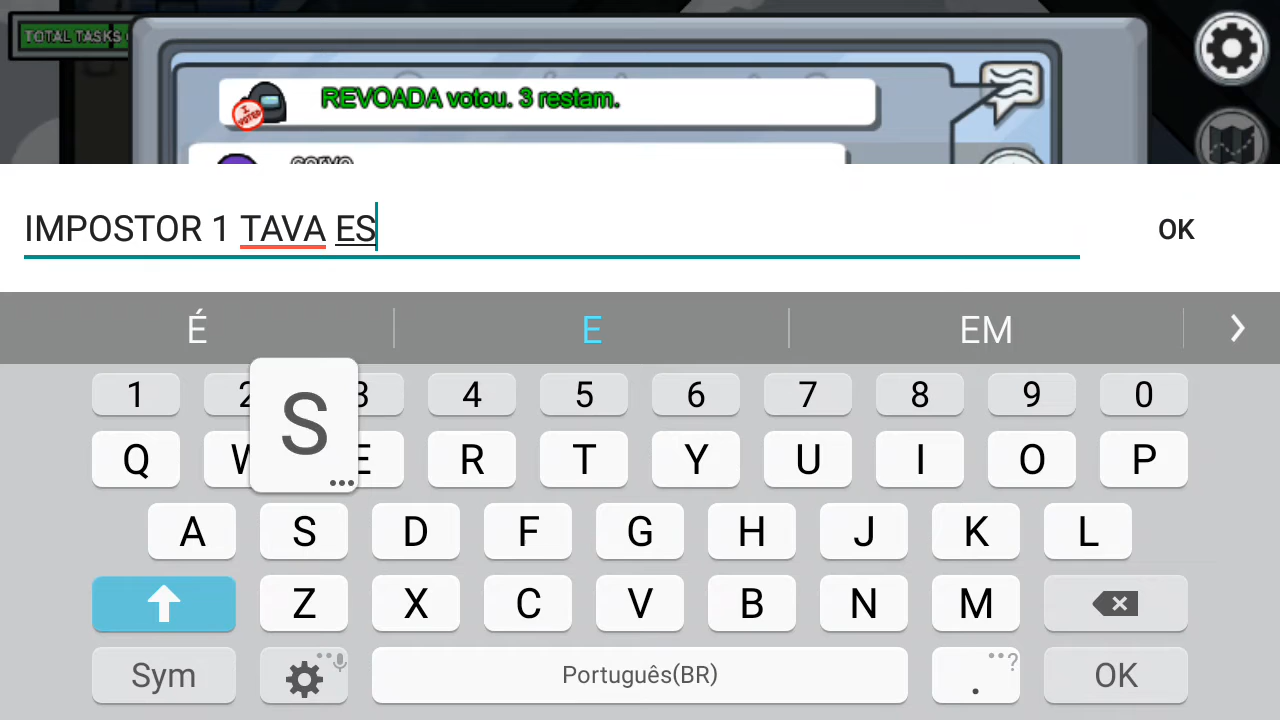 TOTAL TASKS
REVOADA votou. 3 restam.
I VOTED
IMPOSTOR 1 TAVA ES
OK
É
E
EM
1 2 3 4 5 6 7 8 9 0
S
Q W E R T Y U I O P
A S D F G H J K L
Z X C V B N M
Sym
Português(BR)
. ?
OK